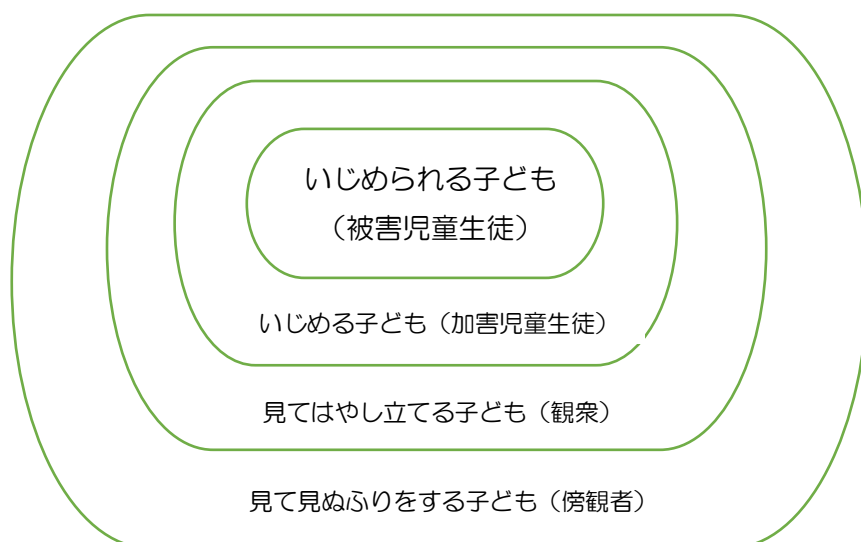 いじめられる子ども
（被害児童生徒）
いじめる子ども（加害児童生徒）
見てはやし立てる子ども（観衆）
見て見ぬふりをする子ども（傍観者）